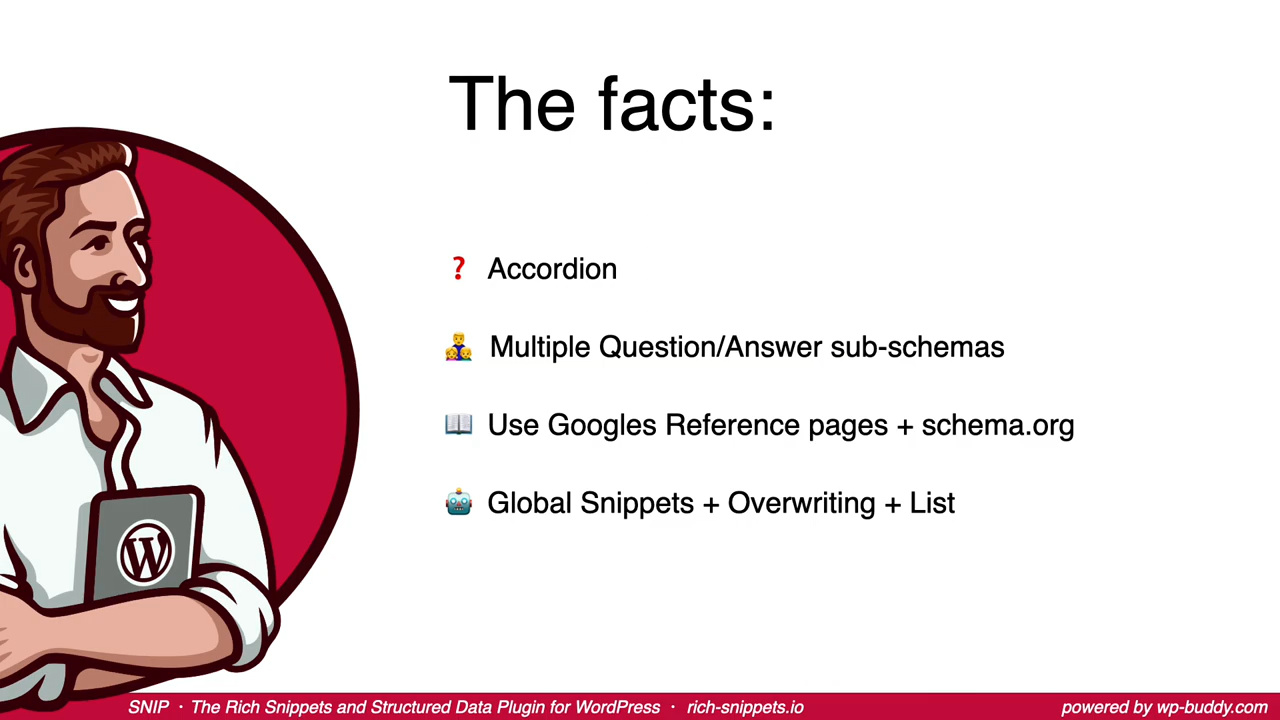 The facts:
❓ Accordion
👨‍👧‍👦 Multiple Question/Answer sub-schemas
📖 Use Googles Reference pages + schema.org
🤖 Global Snippets + Overwriting + List
W
SNIP · The Rich Snippets and Structured Data Plugin for WordPress · rich-snippets.io powered by wp-buddy.com